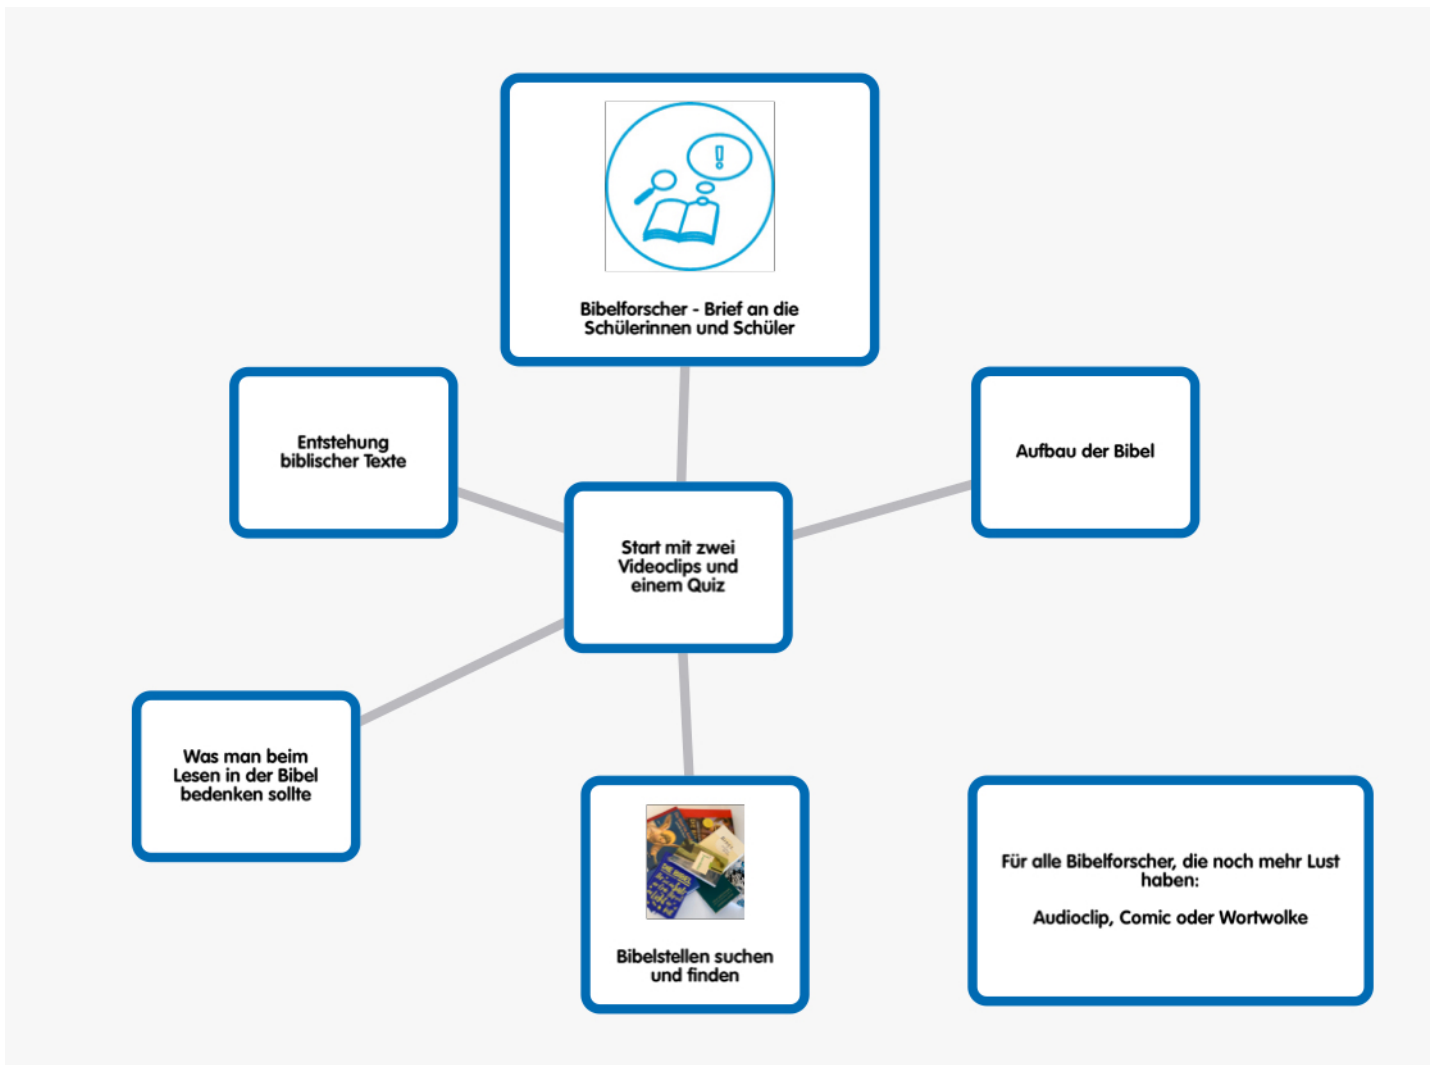 !
Bibelforscher - Brief an die
Schülerinnen und Schüler
Entstehung
biblischer Texte
Aufbau der Bibel
Start mit zwei
Videoclips und
einem Quiz
Was man beim
Lesen in der Bibel
bedenken sollte
Bibelstellen suchen
und finden
Für alle Bibelforscher, die noch mehr Lust
haben:
Audioclip, Comic oder Wortwolke